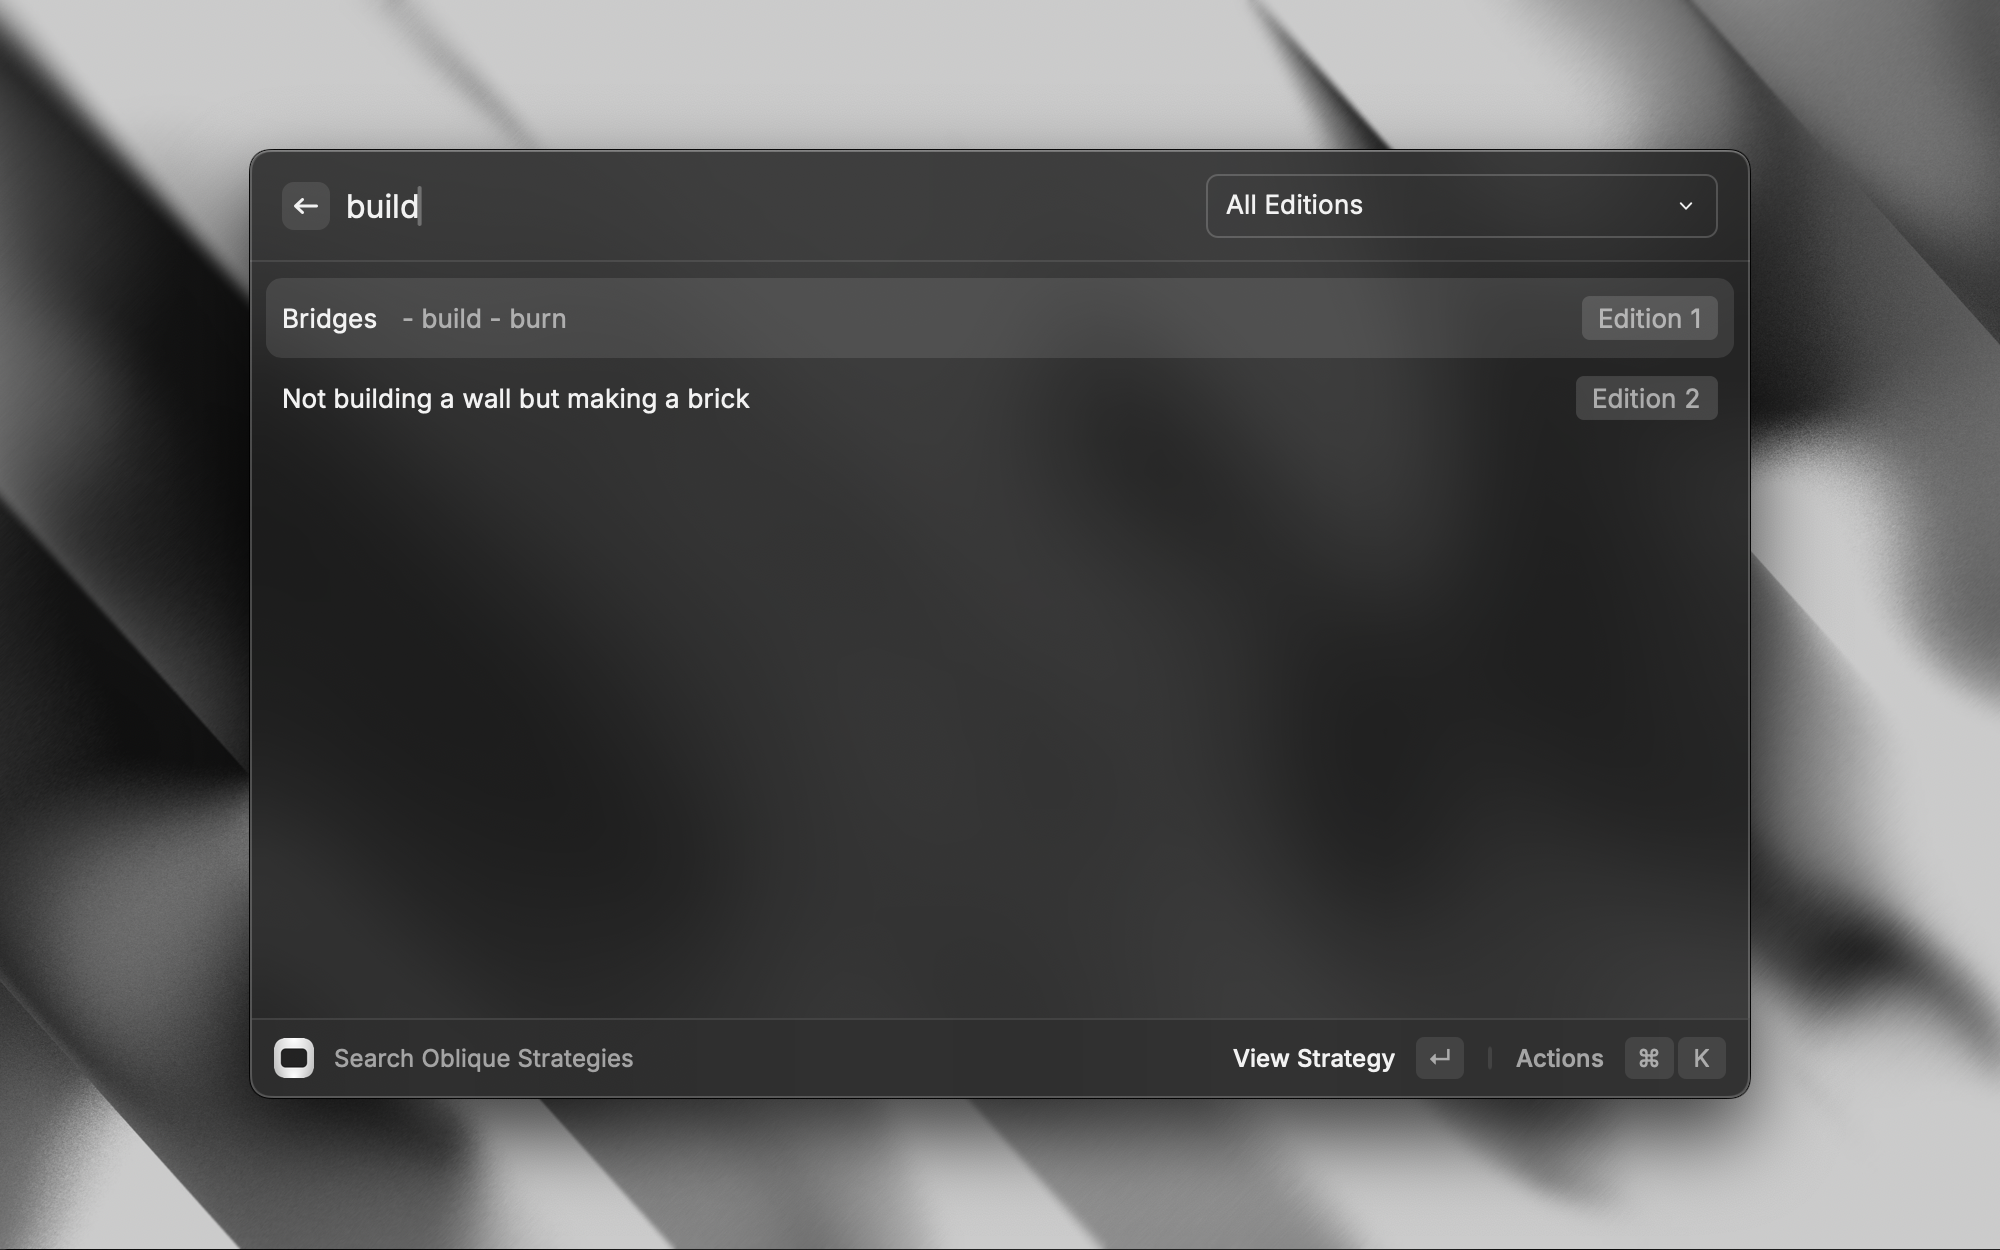 build
All Editions
Bridges - build - burn
Edition 1
Not building a wall but making a brick
Edition 2
Search Oblique Strategies
View Strategy
Actions ⌘ K